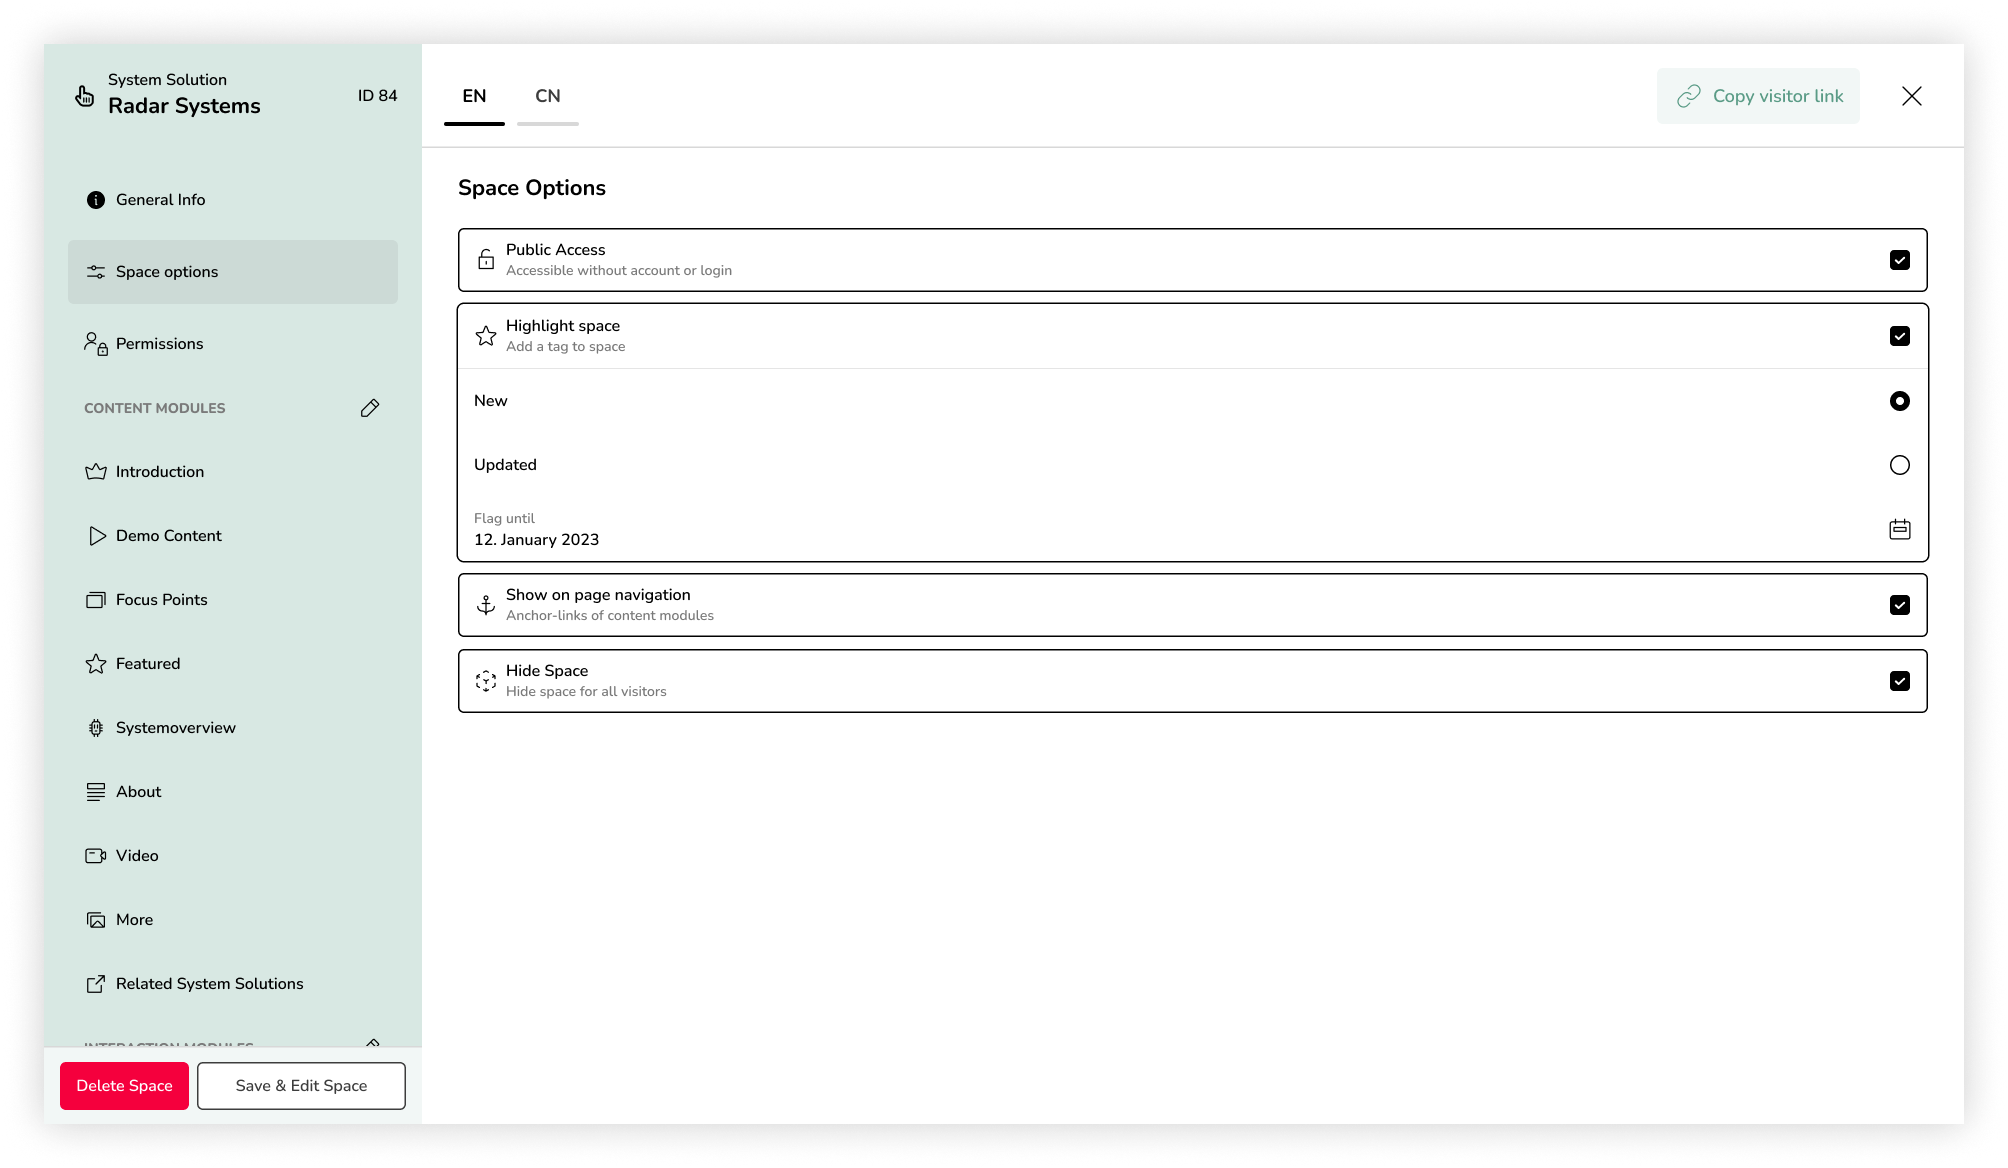 System Solution
Radar Systems
ID 84
General Info
Space options
Permissions
CONTENT MODULES
Introduction
Demo Content
Focus Points
Featured
Systemoverview
About
Video
More
Related System Solutions
INTERACTION MODULES
Delete Space
Save & Edit Space
EN
CN
Copy visitor link
Space Options
Public Access
Accessible without account or login
Highlight space
Add a tag to space
New
Updated
Flag until
12. January 2023
Show on page navigation
Anchor-links of content modules
Hide Space
Hide space for all visitors